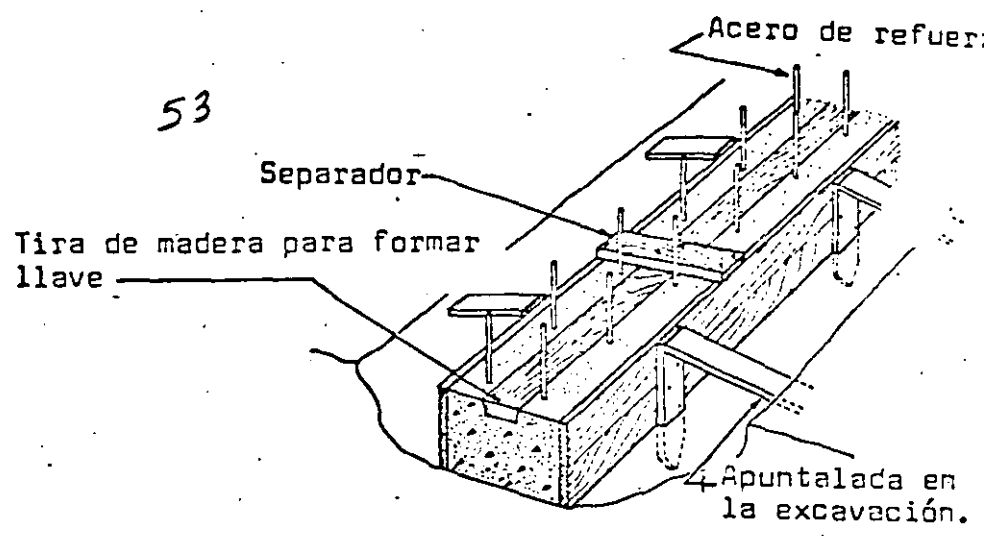 Acero de refuer
53
Separador
Tira de madera para formar
llave
Apuntalada en
la excavación.